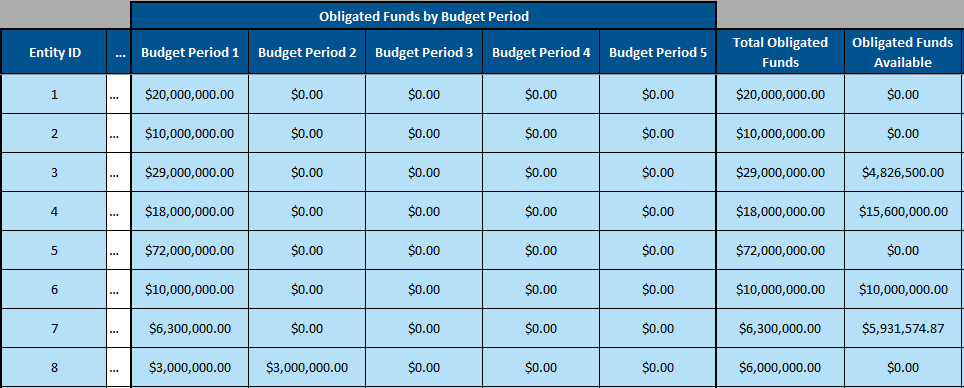 Obligated Funds by Budget Period
Entity ID ... Budget Period 1 Budget Period 2 Budget Period 3 Budget Period 4 Budget Period 5 Total Obligated Funds Obligated Funds Available
1 ... $20,000,000.00 $0.00 $0.00 $0.00 $0.00 $20,000,000.00 $0.00
2 ... $10,000,000.00 $0.00 $0.00 $0.00 $0.00 $10,000,000.00 $0.00
3 ... $29,000,000.00 $0.00 $0.00 $0.00 $0.00 $29,000,000.00 $4,826,500.00
4 ... $18,000,000.00 $0.00 $0.00 $0.00 $0.00 $18,000,000.00 $15,600,000.00
5 ... $72,000,000.00 $0.00 $0.00 $0.00 $0.00 $72,000,000.00 $0.00
6 ... $10,000,000.00 $0.00 $0.00 $0.00 $0.00 $10,000,000.00 $10,000,000.00
7 ... $6,300,000.00 $0.00 $0.00 $0.00 $0.00 $6,300,000.00 $5,931,574.87
8 ... $3,000,000.00 $3,000,000.00 $0.00 $0.00 $0.00 $6,000,000.00 $0.00